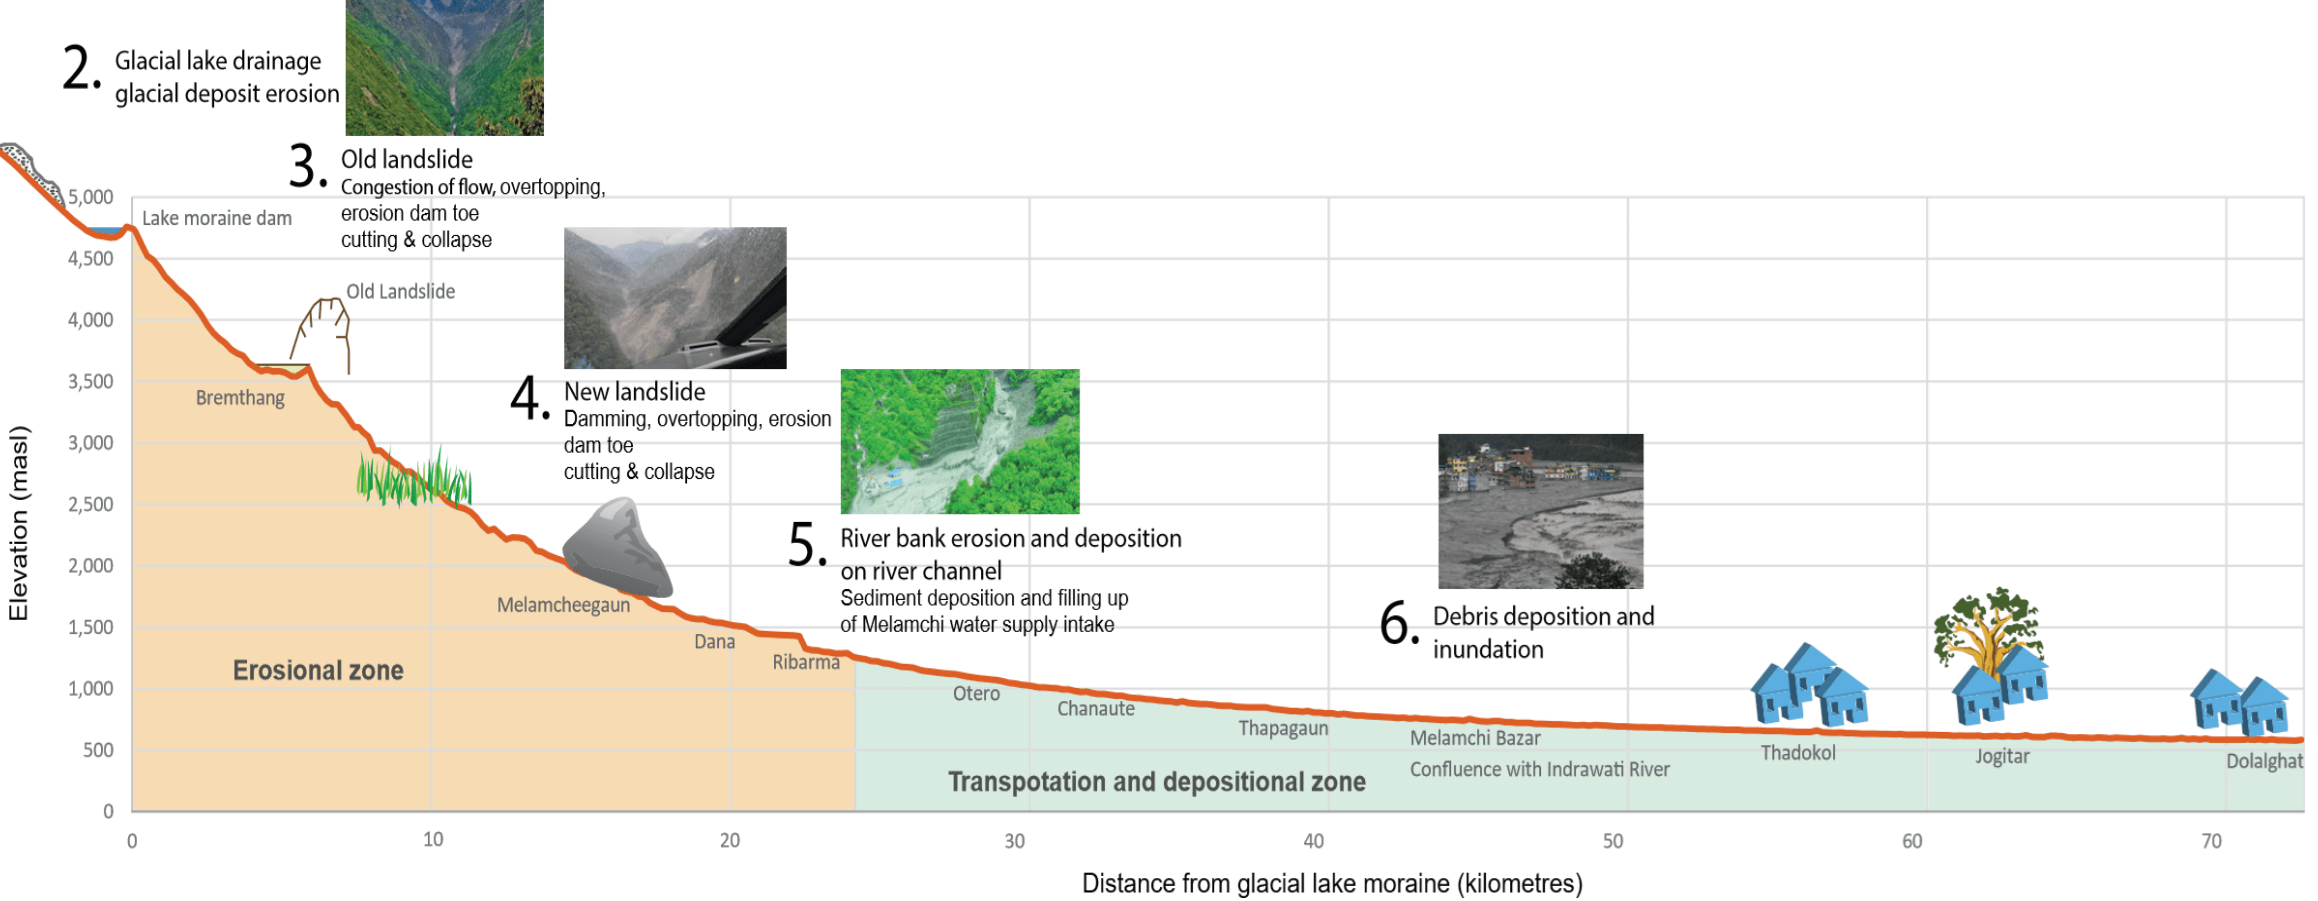 2.
Glacial lake drainage
glacial deposit erosion
3.
Old landslide
Congestion of flow, overtopping,
erosion dam toe
cutting & collapse
4.
New landslide
Damming, overtopping, erosion
dam toe
cutting & collapse
5.
River bank erosion and deposition
on river channel
Sediment deposition and filling up
of Melamchi water supply intake
6.
Debris deposition and
inundation
Elevation (masl)
5,000
4,500
4,000
3,500
3,000
2,500
2,000
1,500
1,000
500
0
Lake moraine dam
Old Landslide
Bremthang
Melamcheegaun
Dana
Ribarma
Otero
Chanaute
Thapagaun
Melamchi Bazar
Confluence with Indrawati River
Thadokol
Jogitar
Dolalghat
Erosional zone
Transpotation and depositional zone
0
10
20
30
40
50
60
70
Distance from glacial lake moraine (kilometres)